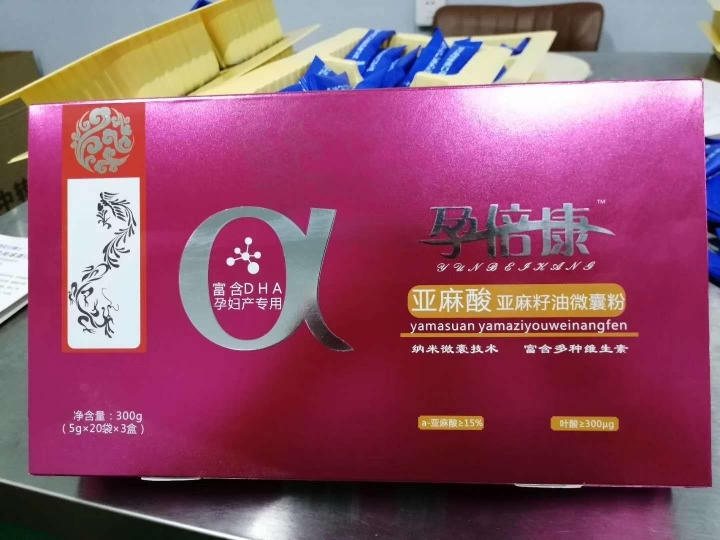 α
富含DHA
孕妇产专用
孕倍康™
YUNBEIKANG
亚麻酸 亚麻籽油微囊粉
yamasuan yamaziyouweinangfen
纳米微囊技术 富含多种维生素
净含量：300g
（5g×20袋×3盒）
a-亚麻酸≥15%
叶酸≥300μg